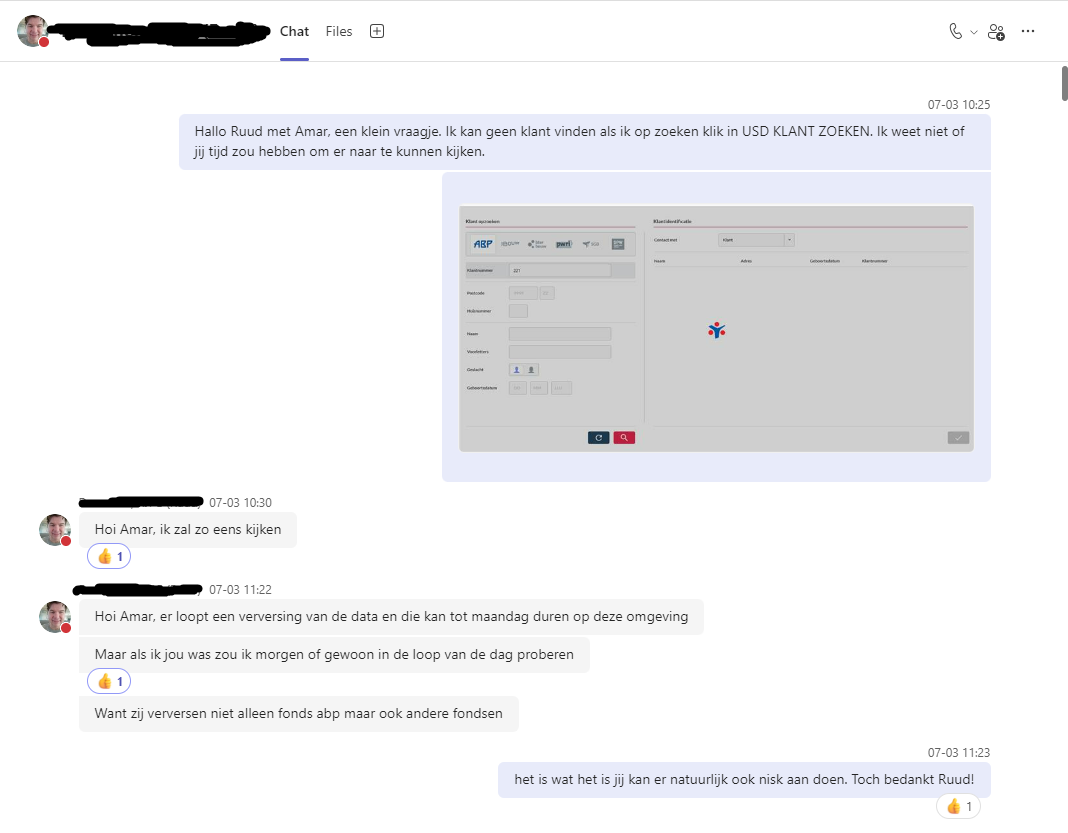 Chat Files
07-03 10:25
Hallo Ruud met Amar, een klein vraagje. Ik kan geen klant vinden als ik op zoeken klik in USD KLANT ZOEKEN. Ik weet niet of
jij tijd zou hebben om er naar te kunnen kijken.
Klant opzoeken
Klantidentificatie
ABP
pwri
Contact met
Klant
Klantnummer
221
Naam
Adres
Geboortedatum
Klantnummer
Postcode
Huisnummer
Naam
Voorletters
Geslacht
Geboortedatum
07-03 10:30
Hoi Amar, ik zal zo eens kijken
1
07-03 11:22
Hoi Amar, er loopt een verversing van de data en die kan tot maandag duren op deze omgeving
Maar als ik jou was zou ik morgen of gewoon in de loop van de dag proberen
1
Want zij verversen niet alleen fonds abp maar ook andere fondsen
07-03 11:23
het is wat het is jij kan er natuurlijk ook nisk aan doen. Toch bedankt Ruud!
1